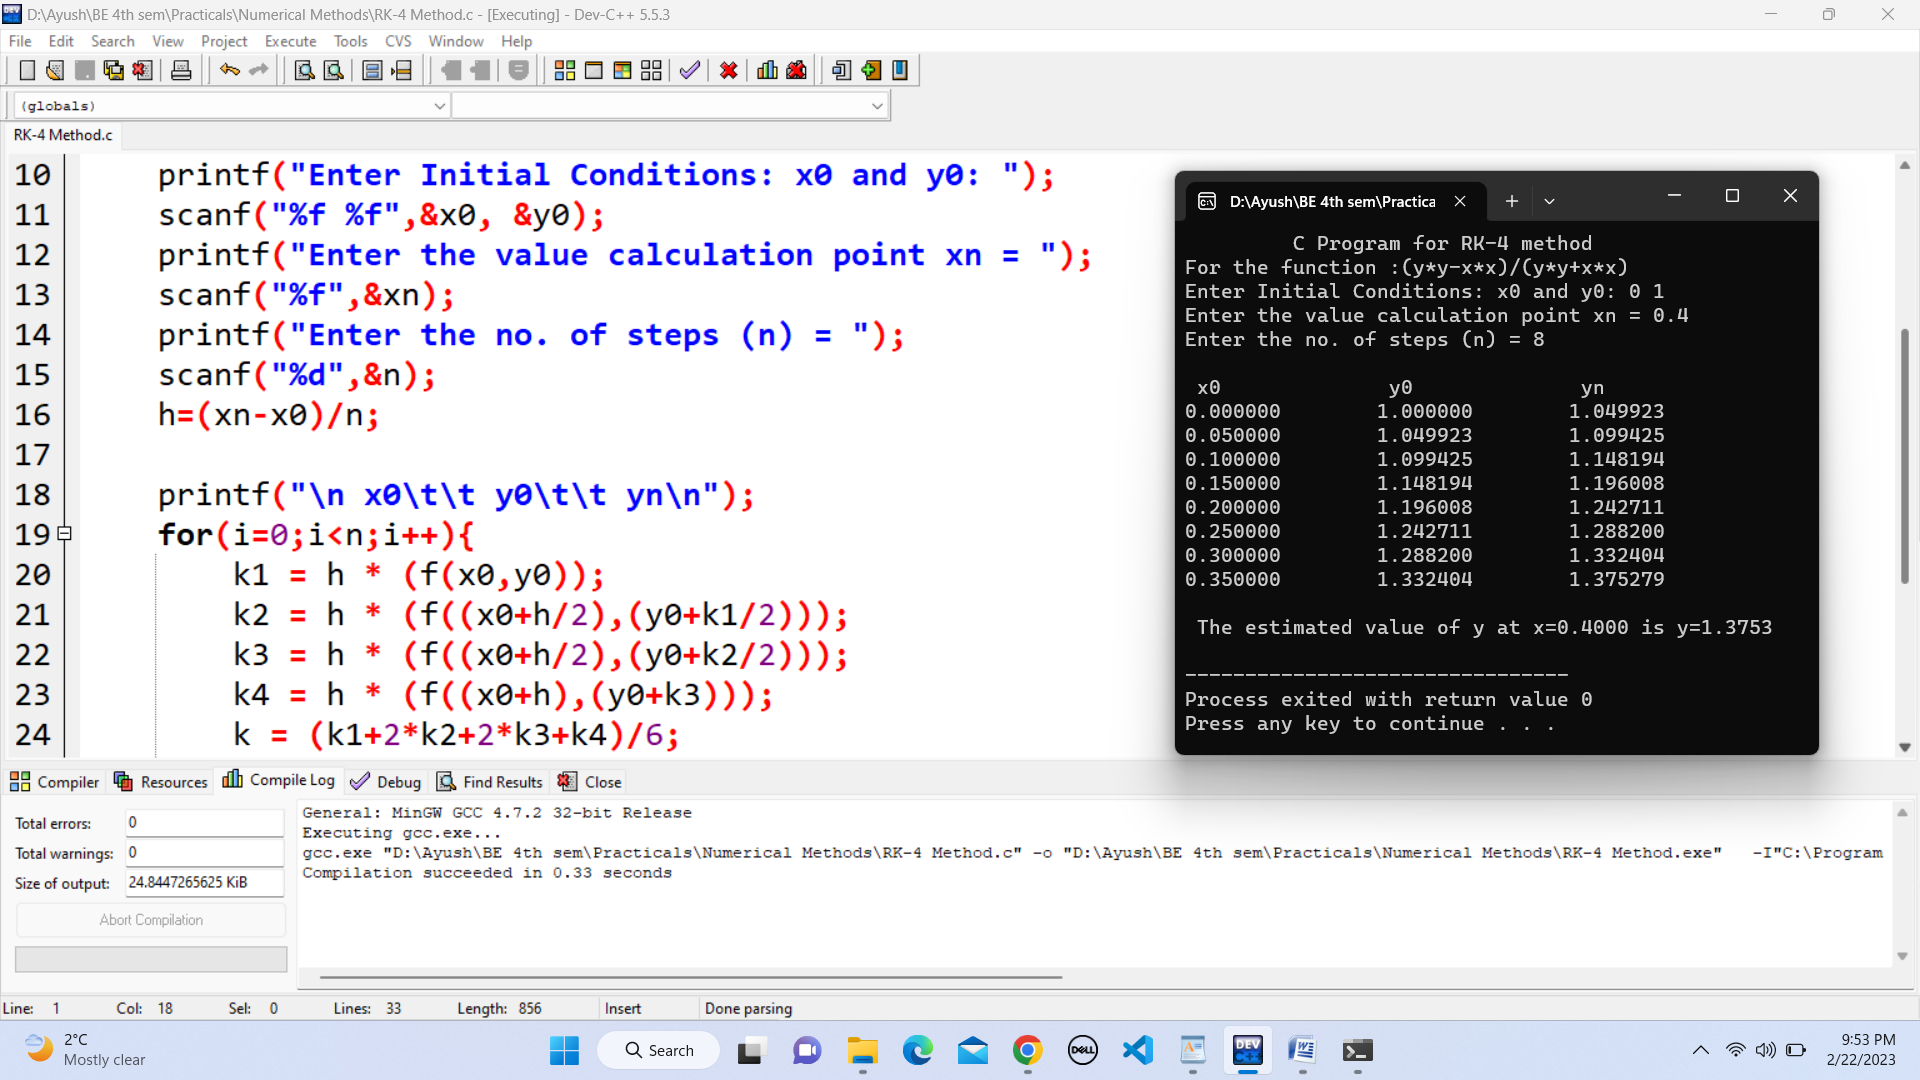 D:\Ayush\BE 4th sem\Practicals\Numerical Methods\RK-4 Method.c - [Executing] - Dev-C++ 5.5.3
File Edit Search View Project Execute Tools CVS Window Help
(globals)
RK-4 Method.c
10 printf("Enter Initial Conditions: x0 and y0: ");
11 scanf("%f %f",&x0, &y0);
12 printf("Enter the value calculation point xn = ");
13 scanf("%f",&xn);
14 printf("Enter the no. of steps (n) = ");
15 scanf("%d",&n);
16 h=(xn-x0)/n;
17
18 printf("\n x0\t\t y0\t\t yn\n");
19 for(i=0;i<n;i++){
20 k1 = h * (f(x0,y0));
21 k2 = h * (f((x0+h/2),(y0+k1/2)));
22 k3 = h * (f((x0+h/2),(y0+k2/2)));
23 k4 = h * (f((x0+h),(y0+k3)));
24 k = (k1+2*k2+2*k3+k4)/6;
D:\Ayush\BE 4th sem\Practica
C Program for RK-4 method
For the function :(y*y-x*x)/(y*y+x*x)
Enter Initial Conditions: x0 and y0: 0 1
Enter the value calculation point xn = 0.4
Enter the no. of steps (n) = 8
x0 y0 yn
0.000000 1.000000 1.049923
0.050000 1.049923 1.099425
0.100000 1.099425 1.148194
0.150000 1.148194 1.196008
0.200000 1.196008 1.242711
0.250000 1.242711 1.288200
0.300000 1.288200 1.332404
0.350000 1.332404 1.375279
The estimated value of y at x=0.4000 is y=1.3753
--------------------------------
Process exited with return value 0
Press any key to continue . . .
Compiler Resources Compile Log Debug Find Results Close
Total errors: 0
Total warnings: 0
Size of output: 24.8447265625 KiB
Abort Compilation
General: MinGW GCC 4.7.2 32-bit Release
Executing gcc.exe...
gcc.exe "D:\Ayush\BE 4th sem\Practicals\Numerical Methods\RK-4 Method.c" -o "D:\Ayush\BE 4th sem\Practicals\Numerical Methods\RK-4 Method.exe" -I"C:\Program
Compilation succeeded in 0.33 seconds
Line: 1 Col: 18 Sel: 0 Lines: 33 Length: 856 Insert Done parsing
2°C
Mostly clear
Search
DELL
DEV
C++
9:53 PM
2/22/2023